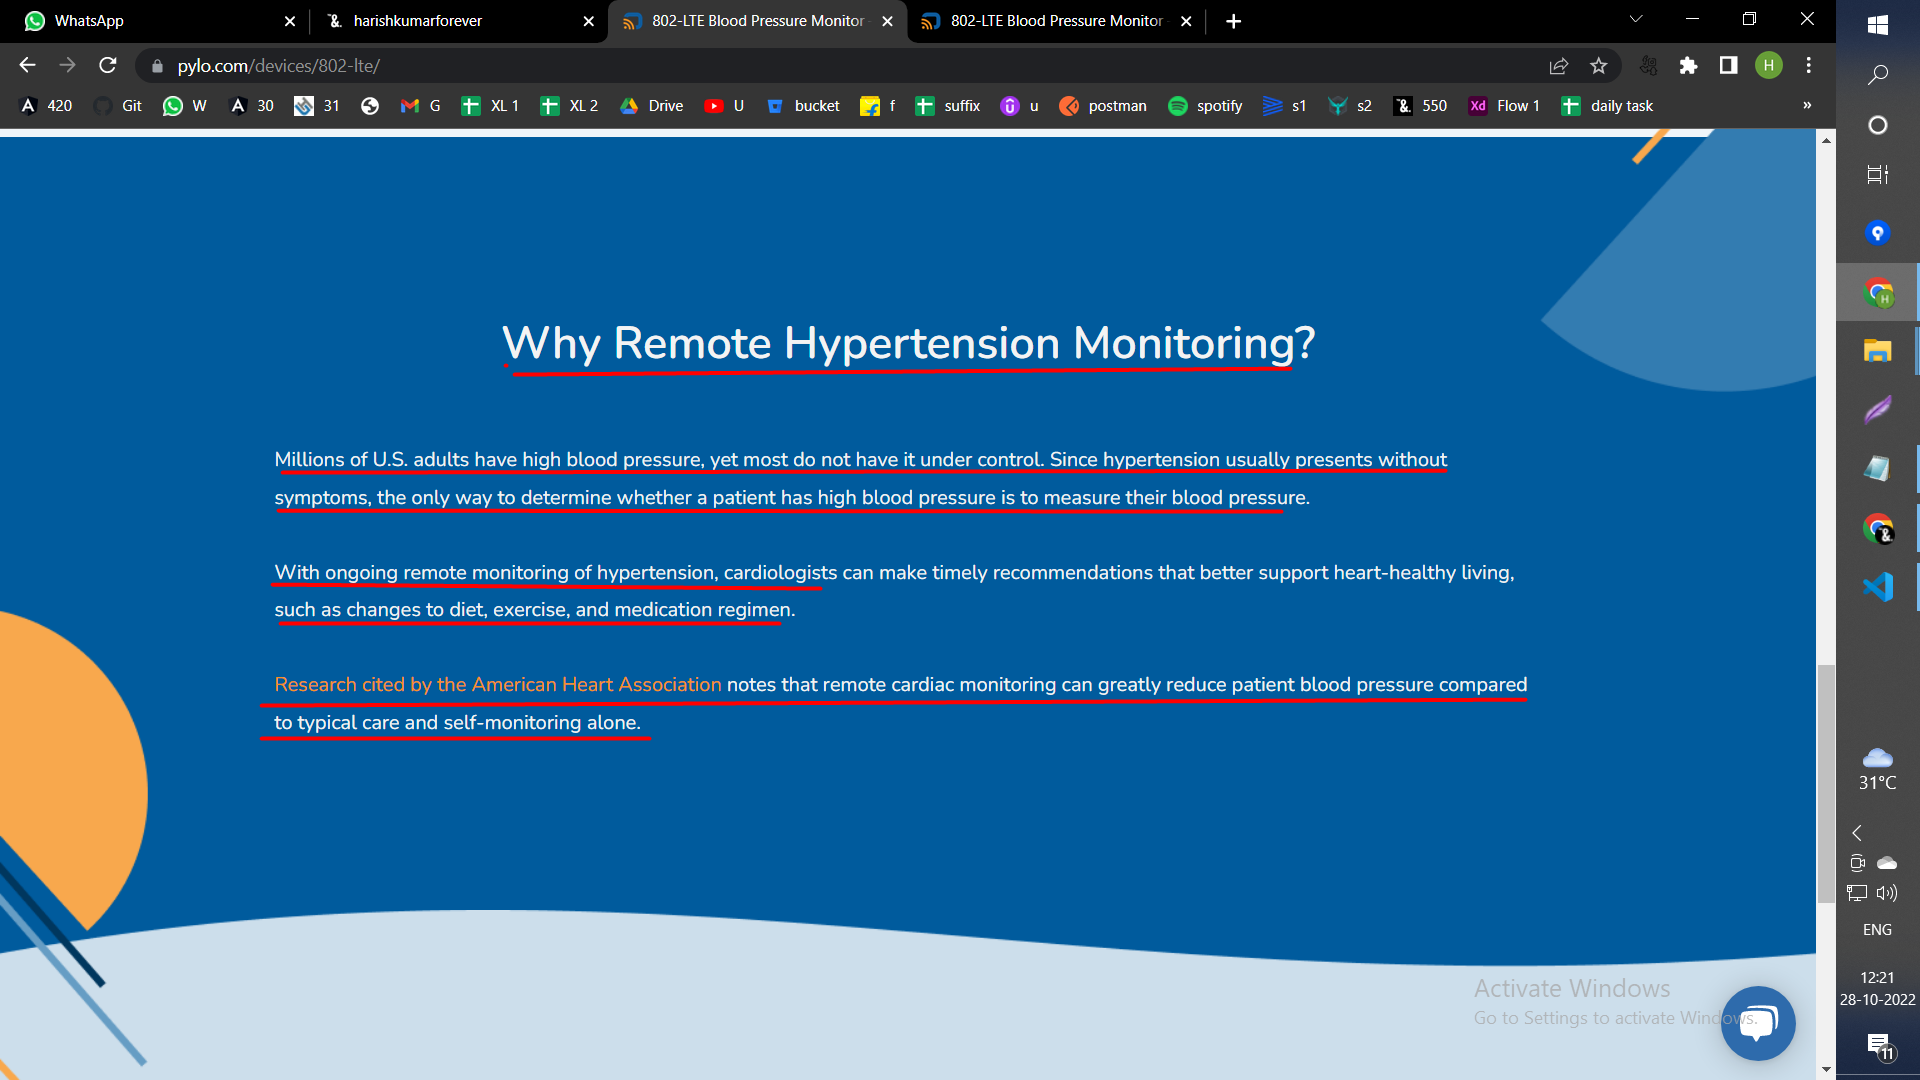 WhatsApp
harishkumarforever
802-LTE Blood Pressure Monitor
802-LTE Blood Pressure Monitor
pylo.com/devices/802-lte/
H
420 Git W 30 31 G XL 1 XL 2 Drive U bucket f suffix u postman spotify s1 s2 550 Flow 1 daily task »
Why Remote Hypertension Monitoring?
Millions of U.S. adults have high blood pressure, yet most do not have it under control. Since hypertension usually presents without
symptoms, the only way to determine whether a patient has high blood pressure is to measure their blood pressure.
With ongoing remote monitoring of hypertension, cardiologists can make timely recommendations that better support heart-healthy living,
such as changes to diet, exercise, and medication regimen.
Research cited by the American Heart Association notes that remote cardiac monitoring can greatly reduce patient blood pressure compared
to typical care and self-monitoring alone.
Activate Windows
Go to Settings to activate Windows.
31°C
ENG
12:21
28-10-2022
11